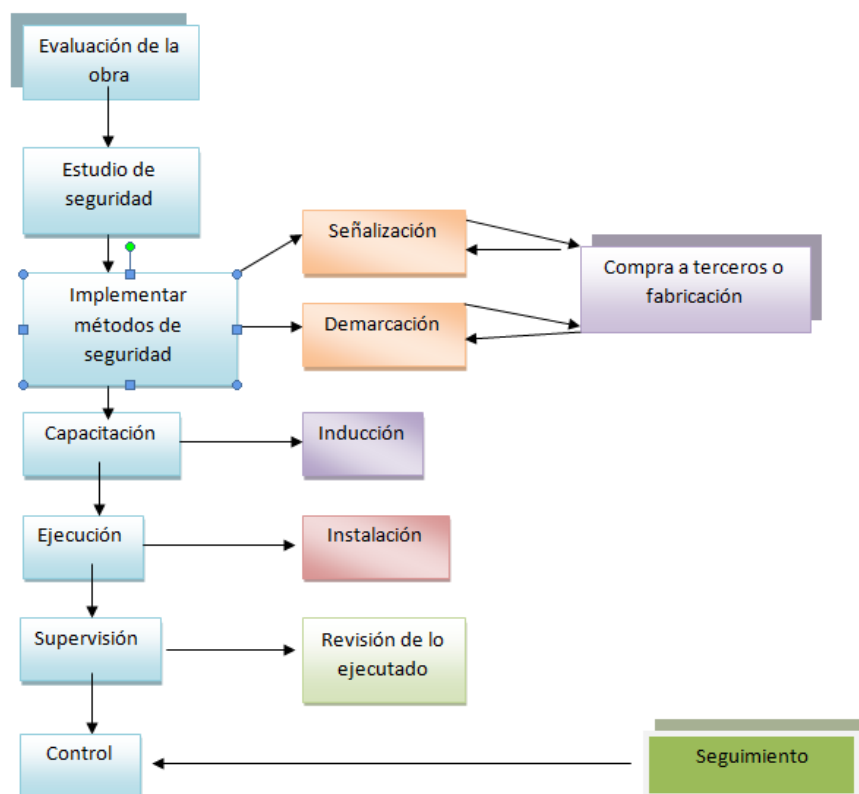 Evaluación de la
obra
Estudio de
seguridad
Señalización
Compra a terceros o
fabricación
Implementar
métodos de
seguridad
Demarcación
Capacitación
Inducción
Ejecución
Instalación
Supervisión
Revisión de lo
ejecutado
Control
Seguimiento